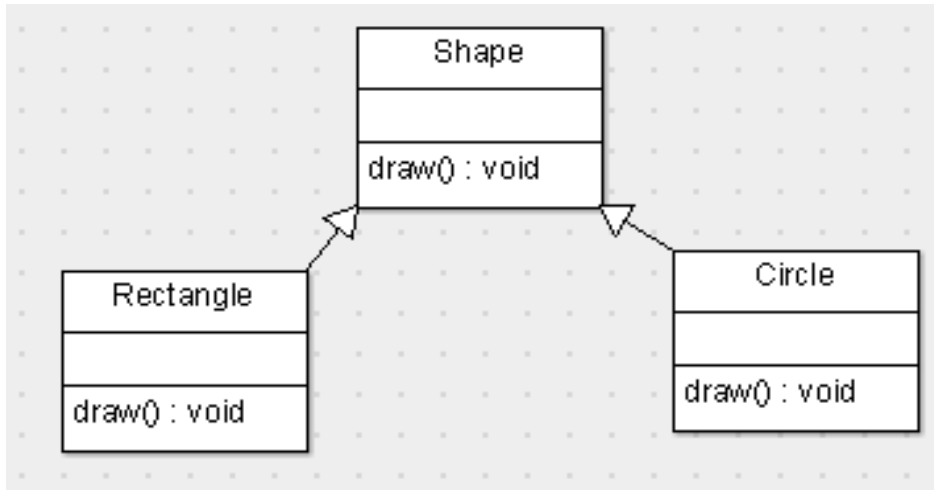 Shape
draw() : void
Rectangle
draw() : void
Circle
draw() : void